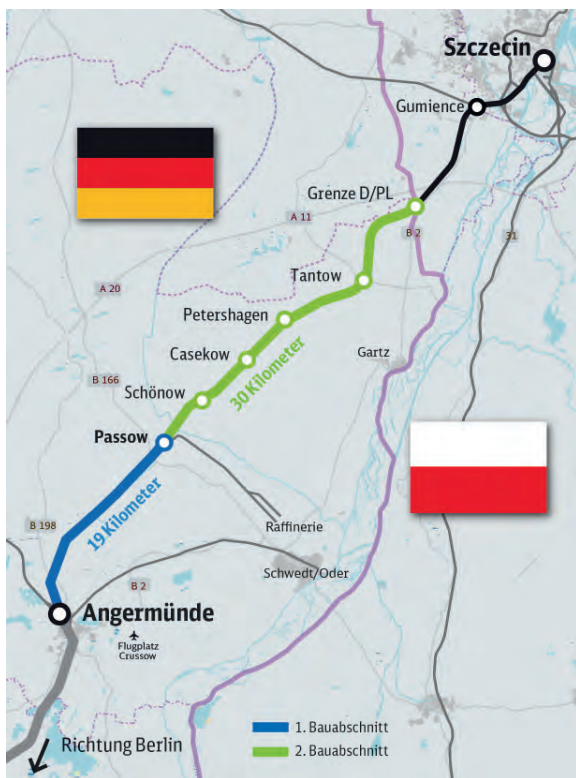 Szczecin
Gumience
Grenze D/PL
A 11
B 2
31
Tantow
A 20
Petershagen
Casekow
Gartz
B 166
Schönow
30 Kilometer
Passow
19 Kilometer
B 198
Raffinerie
Schwedt/Oder
B 2
Angermünde
Flugplatz
Crussow
1. Bauabschnitt
Richtung Berlin
2. Bauabschnitt